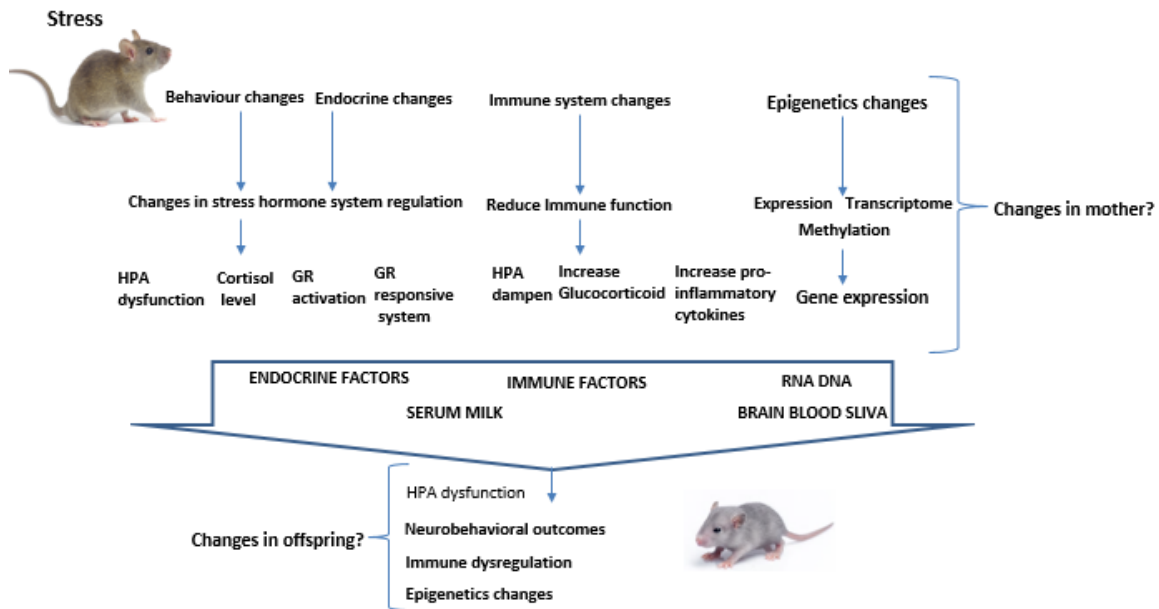 Stress
Behaviour changes
Endocrine changes
Immune system changes
Epigenetics changes
Changes in stress hormone system regulation
Reduce Immune function
Expression Transcriptome
Methylation
Changes in mother?
HPA
dysfunction
Cortisol
level
GR
activation
GR
responsive
system
HPA
dampen
Increase
Glucocorticoid
Increase pro-
inflammatory
cytokines
Gene expression
ENDOCRINE FACTORS
IMMUNE FACTORS
RNA DNA
SERUM MILK
BRAIN BLOOD SLIVA
Changes in offspring?
HPA dysfunction
Neurobehavioral outcomes
Immune dysregulation
Epigenetics changes